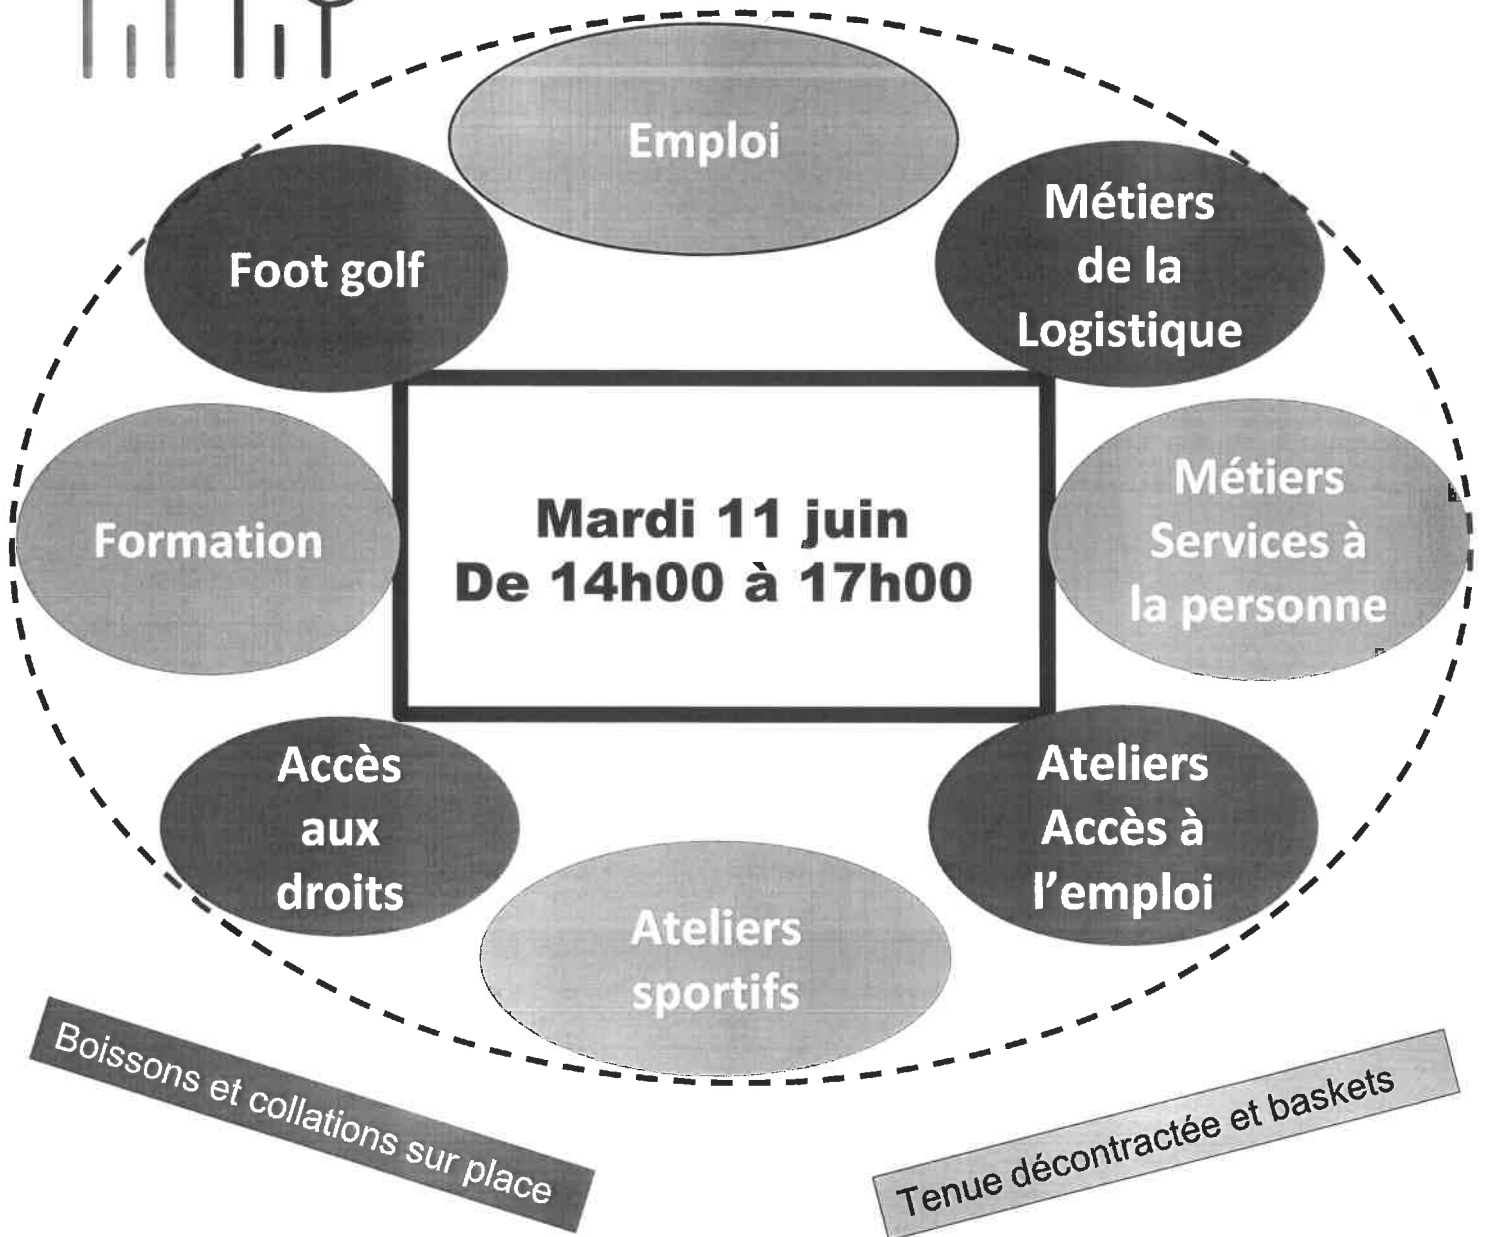 Emploi
Foot golf
Métiers
de la
Logistique
Formation
Mardi 11 juin
De 14h00 à 17h00
Métiers
Services à
la personne
Accès
aux
droits
Ateliers
Accès à
l'emploi
Ateliers
sportifs
Boissons et collations sur place
Tenue décontractée et baskets